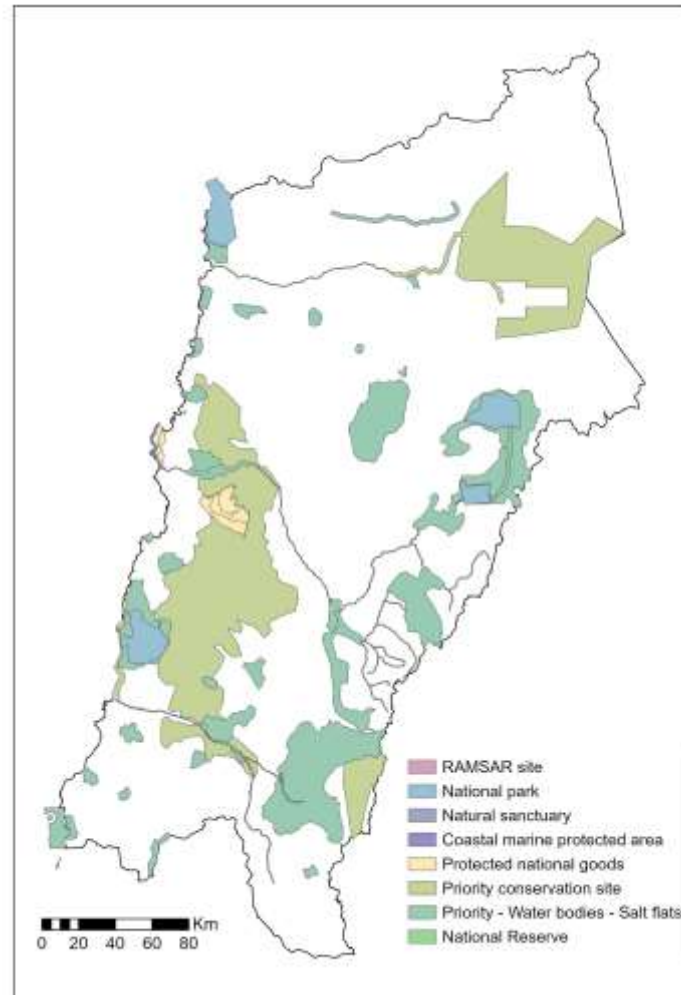 RAMSAR site
National park
Natural sanctuary
Coastal marine protected area
Protected national goods
Priority conservation site
Priority - Water bodies - Salt flats
National Reserve
Km
0 20 40 60 80